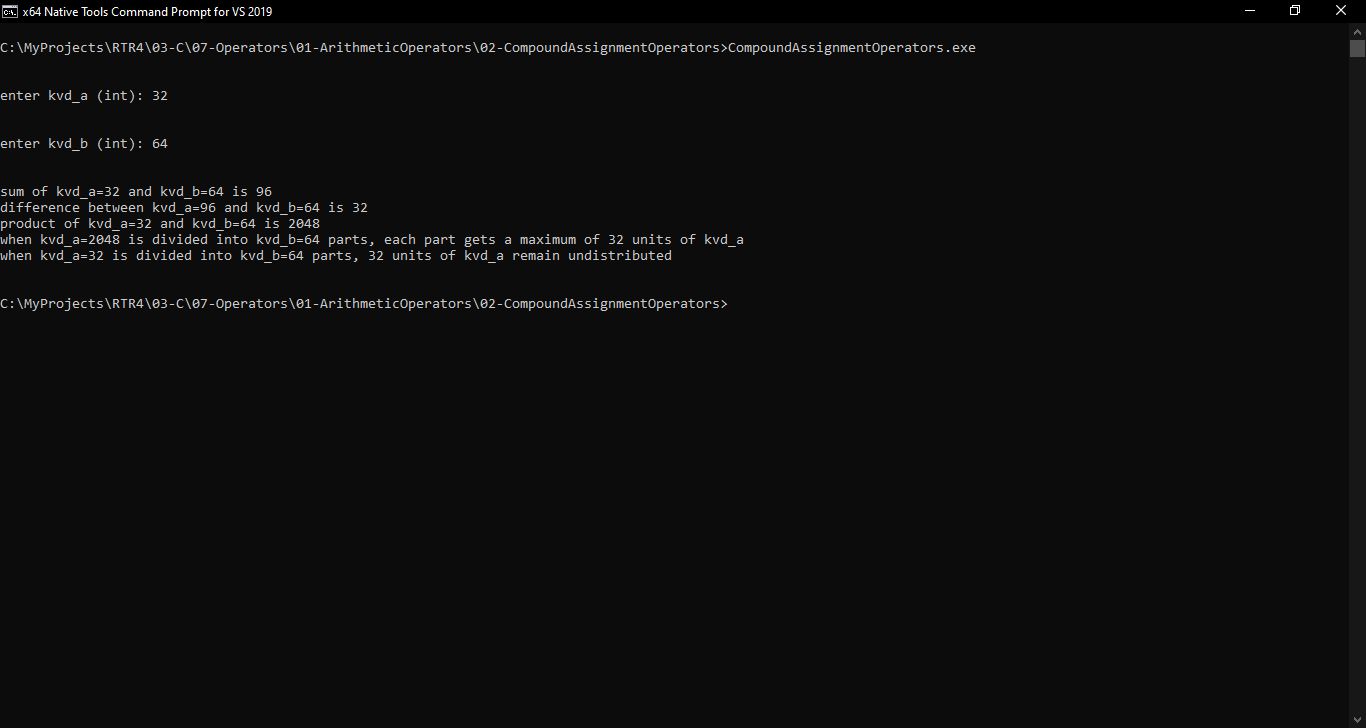 x64 Native Tools Command Prompt for VS 2019
C:\MyProjects\RTR4\03-C\07-Operators\01-ArithmeticOperators\02-CompoundAssignmentOperators>CompoundAssignmentOperators.exe
enter kvd_a (int): 32
enter kvd_b (int): 64
sum of kvd_a=32 and kvd_b=64 is 96
difference between kvd_a=96 and kvd_b=64 is 32
product of kvd_a=32 and kvd_b=64 is 2048
when kvd_a=2048 is divided into kvd_b=64 parts, each part gets a maximum of 32 units of kvd_a
when kvd_a=32 is divided into kvd_b=64 parts, 32 units of kvd_a remain undistributed
C:\MyProjects\RTR4\03-C\07-Operators\01-ArithmeticOperators\02-CompoundAssignmentOperators>